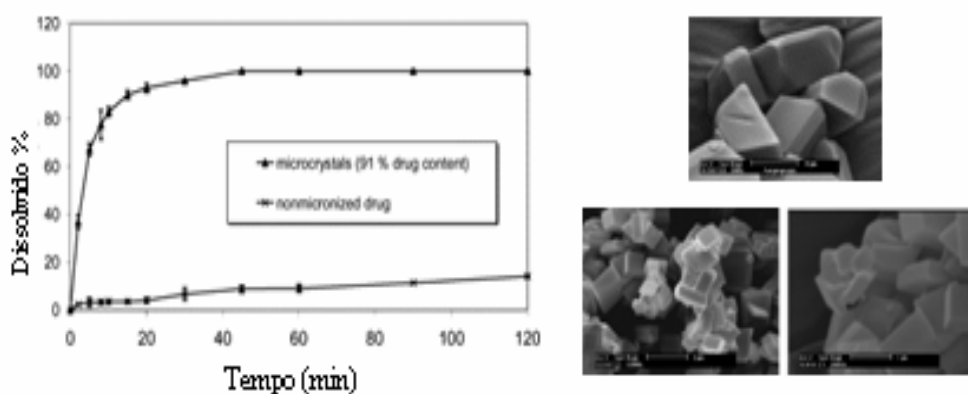 120
100
80
60
40
20
0
Dissolvido %
microcrystals (91 % drug content)
nonmicronized drug
0 20 40 60 80 100 120
Tempo (min)